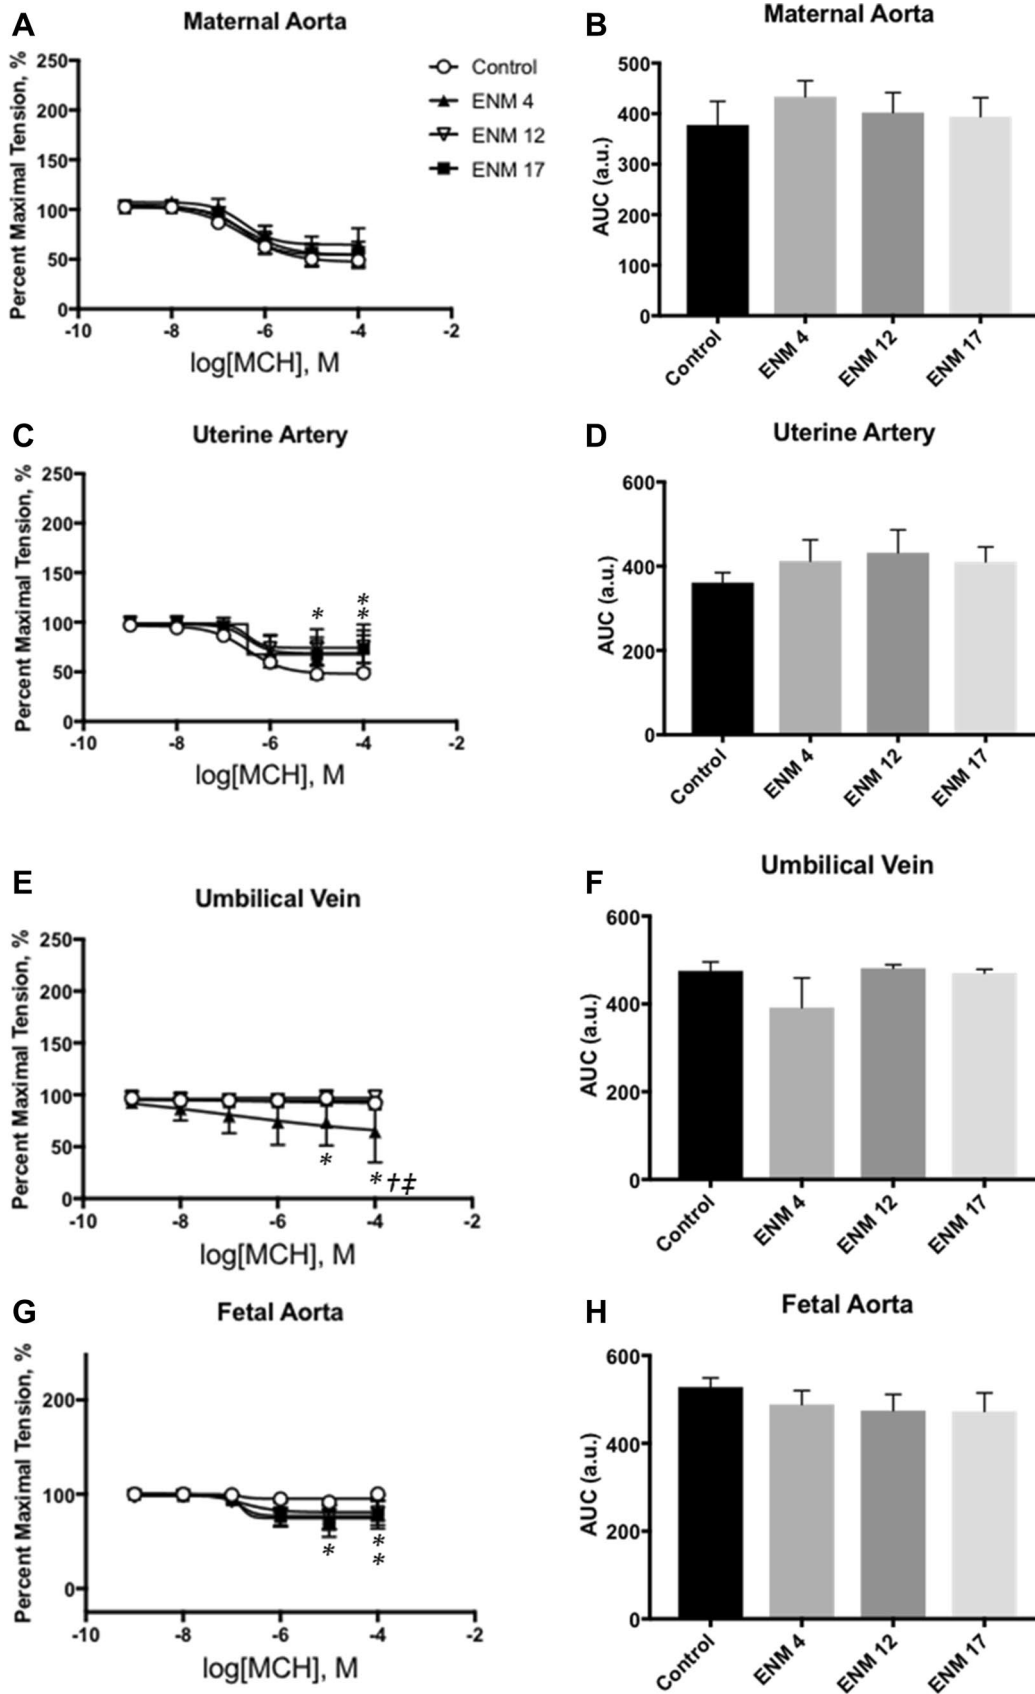 A
Maternal Aorta
Percent Maximal Tension, %
250
200
150
100
50
0
-10
-8
-6
-4
-2
log[MCH], M
Control
ENM 4
ENM 12
ENM 17
B
Maternal Aorta
AUC (a.u.)
500
400
300
200
100
0
Control
ENM 4
ENM 12
ENM 17
C
Uterine Artery
Percent Maximal Tension, %
250
200
150
100
50
0
*
*
*
-10
-8
-6
-4
-2
log[MCH], M
D
Uterine Artery
AUC (a.u.)
600
400
200
0
Control
ENM 4
ENM 12
ENM 17
E
Umbilical Vein
Percent Maximal Tension, %
250
200
150
100
50
0
*
*†‡
-10
-8
-6
-4
-2
log[MCH], M
F
Umbilical Vein
AUC (a.u.)
600
400
200
0
Control
ENM 4
ENM 12
ENM 17
G
Fetal Aorta
Percent Maximal Tension, %
200
100
0
*
*
*
-10
-8
-6
-4
-2
log[MCH], M
H
Fetal Aorta
AUC (a.u.)
600
400
200
0
Control
ENM 4
ENM 12
ENM 17